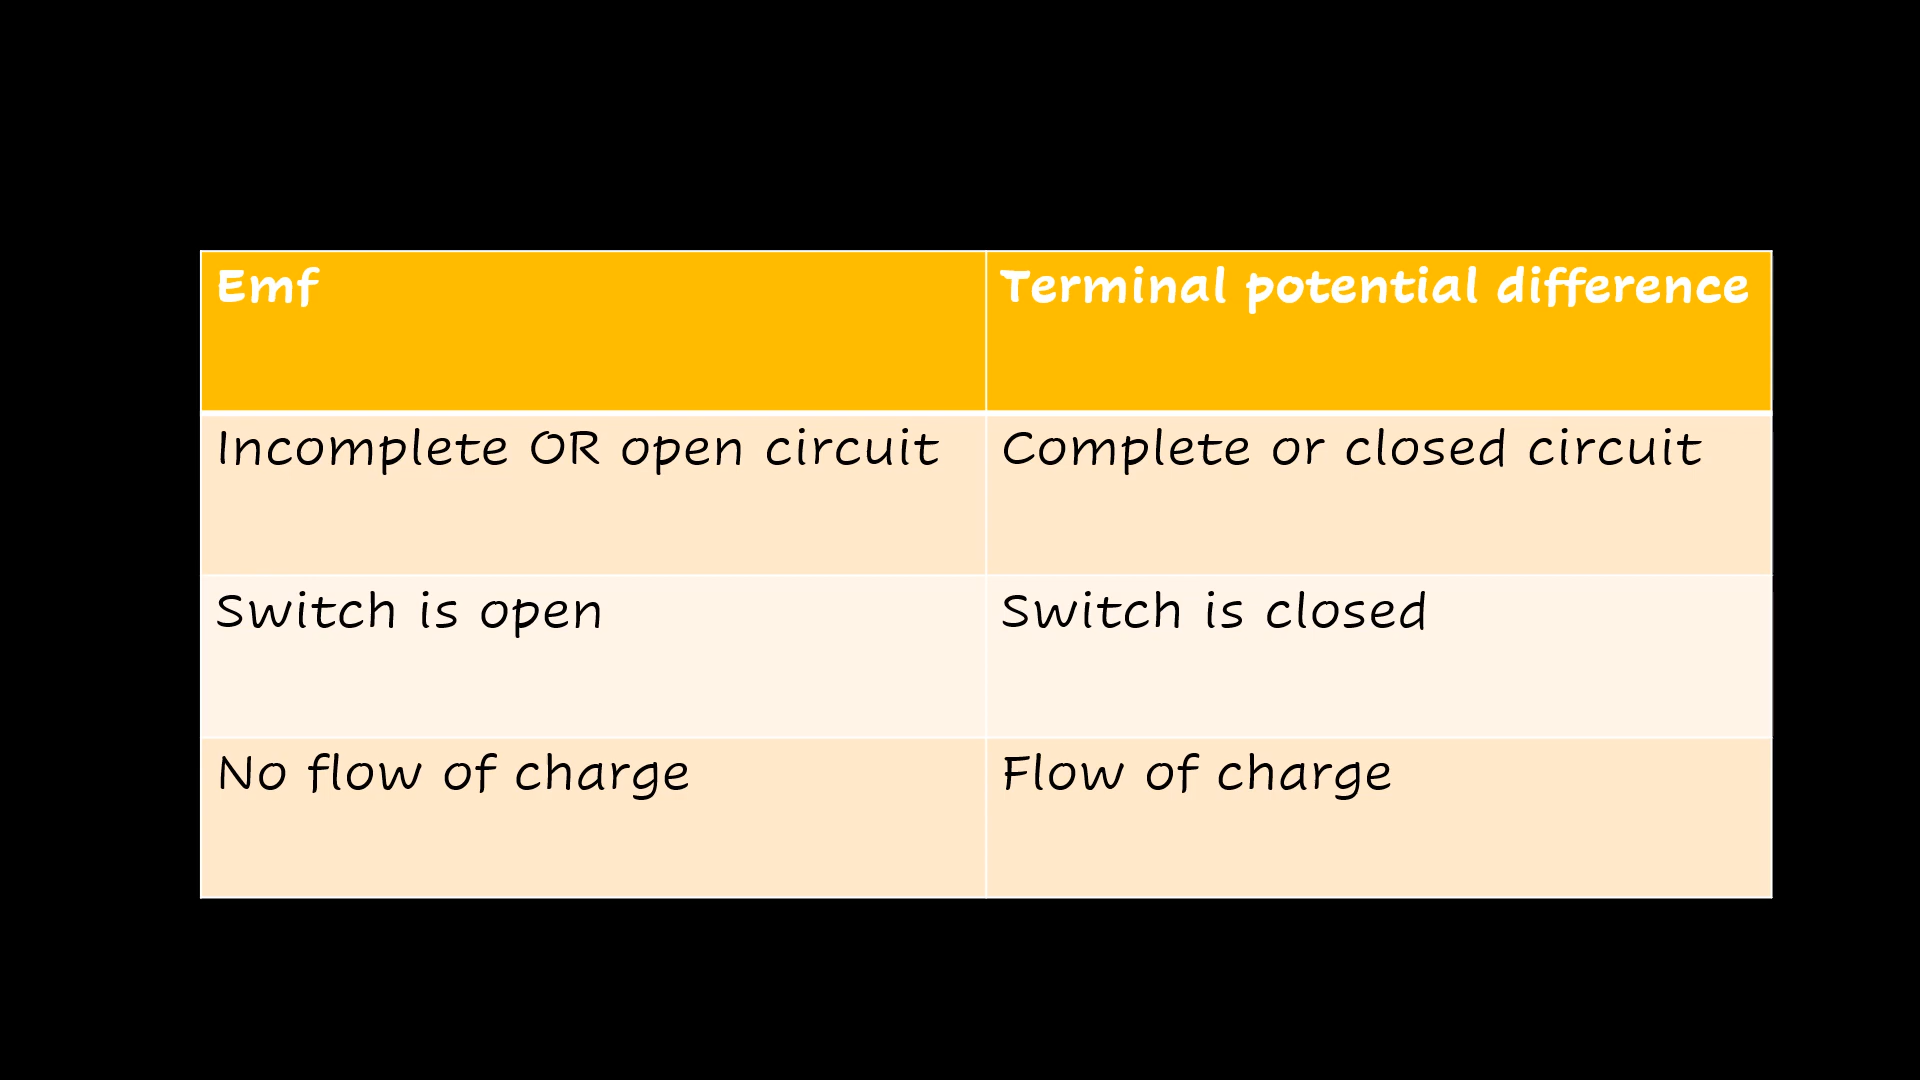 Emf
Terminal potential difference
Incomplete OR open circuit
Complete or closed circuit
Switch is open
Switch is closed
No flow of charge
Flow of charge